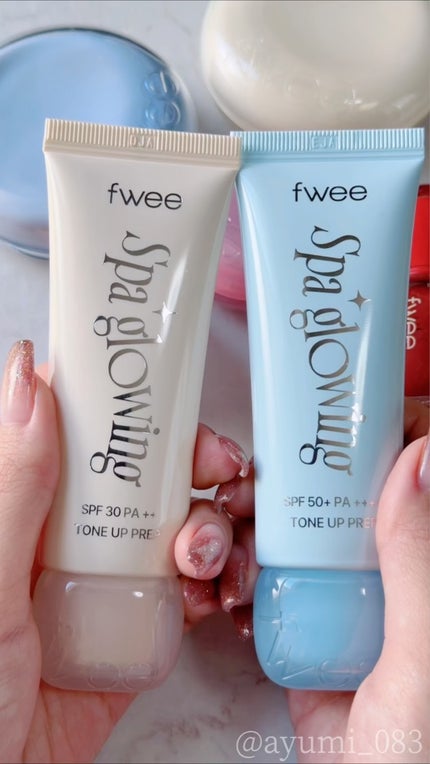 fwee
Spa glowing
SPF 30 PA ++
TONE UP PREP
fwee
Spa glowing
SPF 50+ PA +++
TONE UP PREP
fwee
@ayumi_083